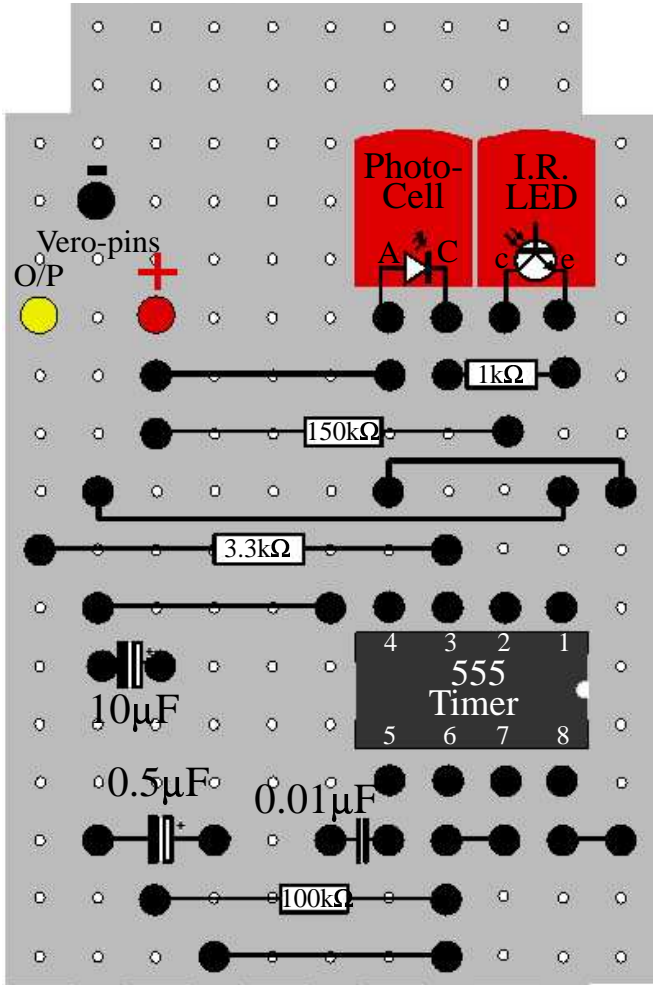 -
Photo-
Cell
I.R.
LED
Vero-pins
O/P
+
A C
c e
1kΩ
150kΩ
3.3kΩ
4 3 2 1
555
Timer
5 6 7 8
+
10µF
0.5µF
+
0.01µF
100kΩ